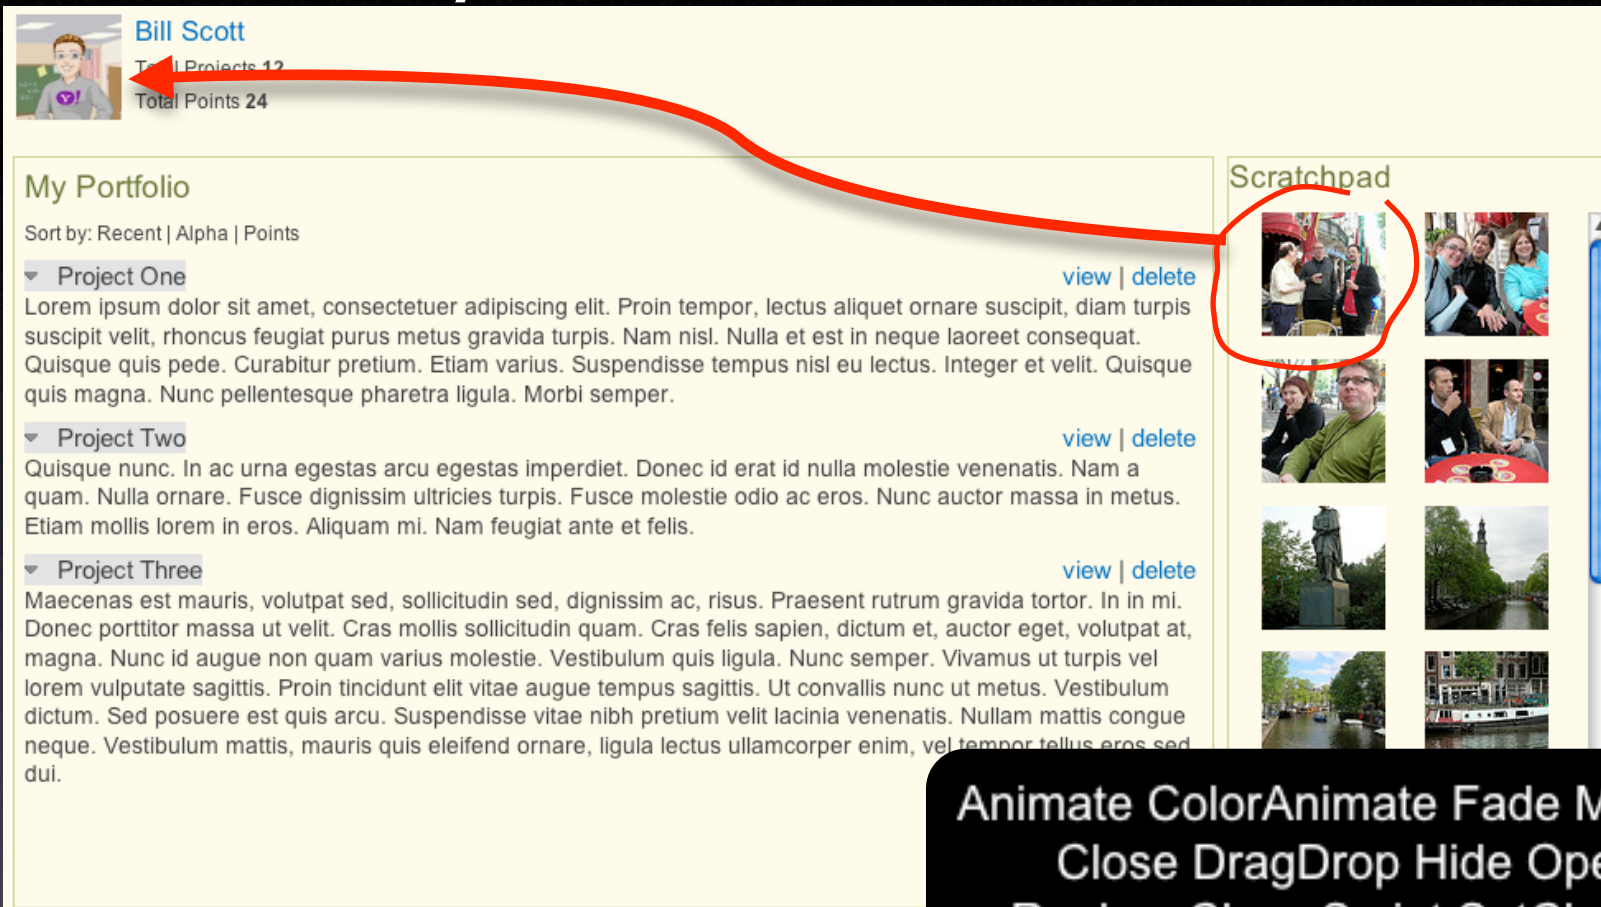 Bill Scott
Total Projects 12
Total Points 24
My Portfolio
Sort by: Recent | Alpha | Points
Project One
view | delete
Lorem ipsum dolor sit amet, consectetuer adipiscing elit. Proin tempor, lectus aliquet ornare suscipit, diam turpis
suscipit velit, rhoncus feugiat purus metus gravida turpis. Nam nisl. Nulla et est in neque laoreet consequat.
Quisque quis pede. Curabitur pretium. Etiam varius. Suspendisse tempus nisl eu lectus. Integer et velit. Quisque
quis magna. Nunc pellentesque pharetra ligula. Morbi semper.
Project Two
view | delete
Quisque nunc. In ac urna egestas arcu egestas imperdiet. Donec id erat id nulla molestie venenatis. Nam a
quam. Nulla ornare. Fusce dignissim ultricies turpis. Fusce molestie odio ac eros. Nunc auctor massa in metus.
Etiam mollis lorem in eros. Aliquam mi. Nam feugiat ante et felis.
Project Three
view | delete
Maecenas est mauris, volutpat sed, sollicitudin sed, dignissim ac, risus. Praesent rutrum gravida tortor. In in mi.
Donec porttitor massa ut velit. Cras mollis sollicitudin quam. Cras felis sapien, dictum et, auctor eget, volutpat at,
magna. Nunc id augue non quam varius molestie. Vestibulum quis ligula. Nunc semper. Vivamus ut turpis vel
lorem vulputate sagittis. Proin tincidunt elit vitae augue tempus sagittis. Ut convallis nunc ut metus. Vestibulum
dictum. Sed posuere est quis arcu. Suspendisse vitae nibh pretium velit lacinia venenatis. Nullam mattis congue
neque. Vestibulum mattis, mauris quis eleifend ornare, ligula lectus ullamcorper enim, vel tempor tellus eros sed
dui.
Scratchpad
Y!
Animate ColorAnimate Fade M
Close DragDrop Hide Ope